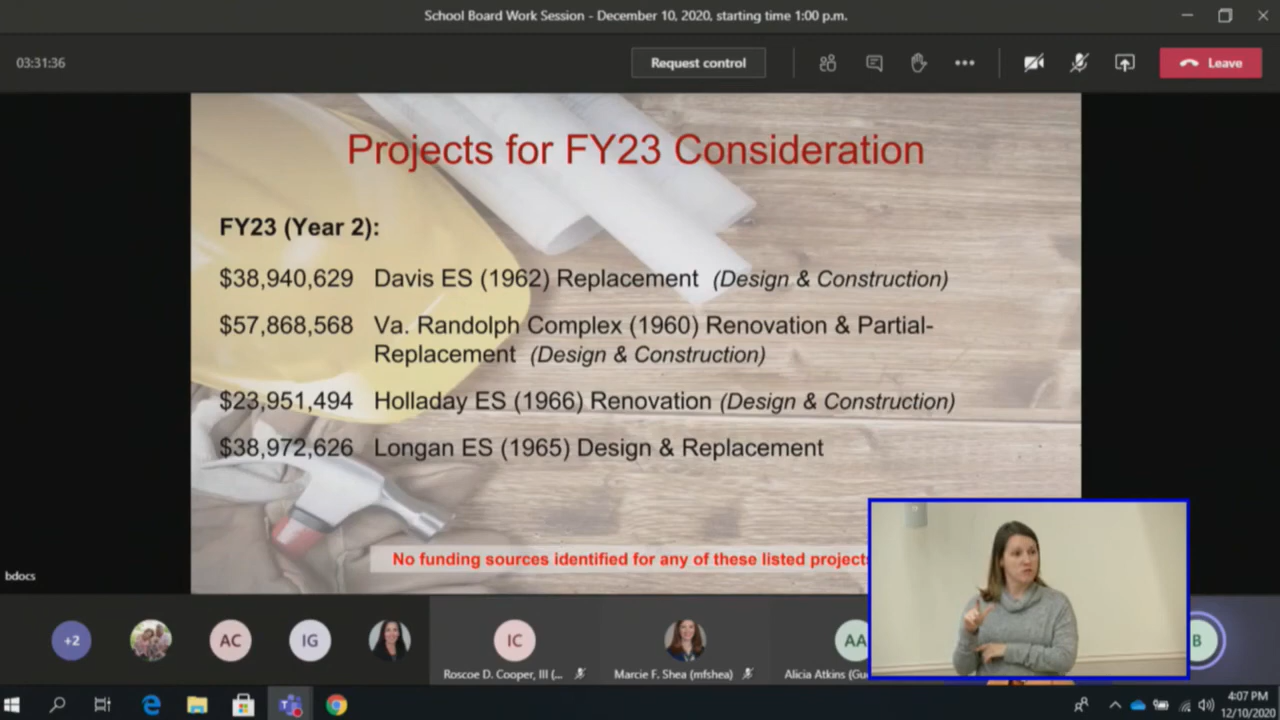 School Board Work Session - December 10, 2020, starting time 1:00 p.m.
03:31:36
Request control
Leave
Projects for FY23 Consideration
FY23 (Year 2):
$38,940,629 Davis ES (1962) Replacement (Design & Construction)
$57,868,568 Va. Randolph Complex (1960) Renovation & Partial-
Replacement (Design & Construction)
$23,951,494 Holladay ES (1966) Renovation (Design & Construction)
$38,972,626 Longan ES (1965) Design & Replacement
No funding sources identified for any of these listed
bdocs
+2
AC
IG
IC
AA
B
Roscoe D. Cooper, III (...
Marcie F. Shea (mfshea)
Alicia Atkins
4:07 PM
12/10/2020